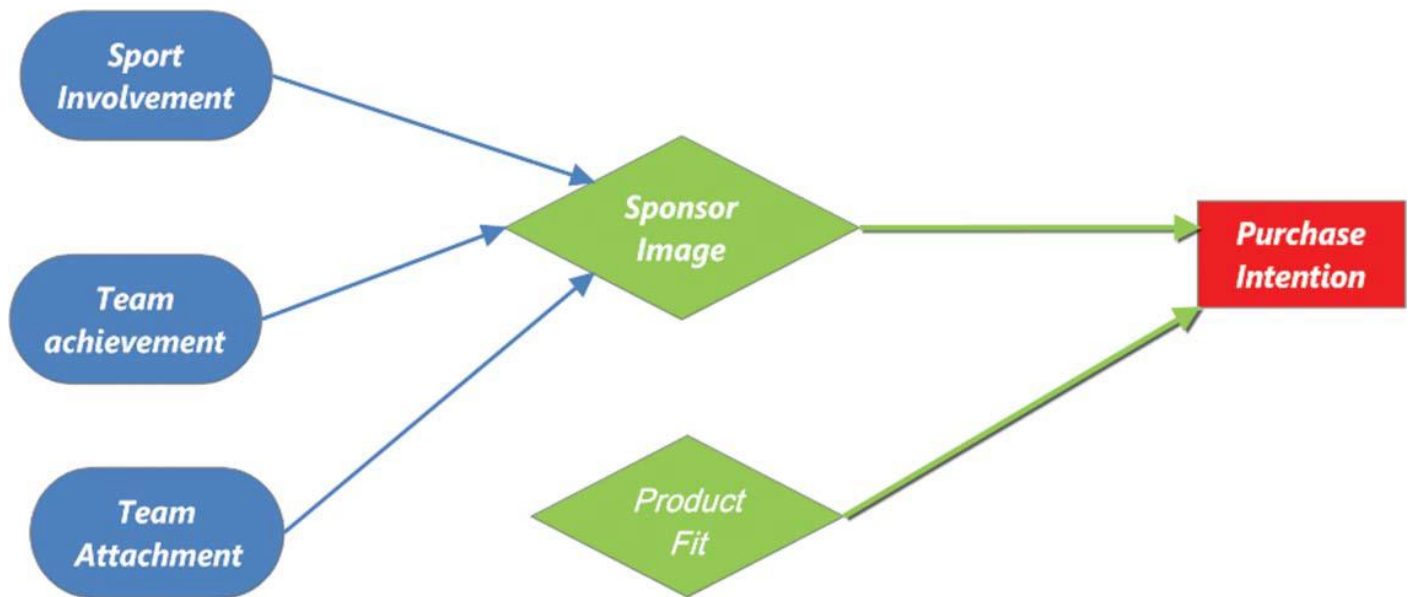 Sport
Involvement
Sponsor
Image
Purchase
Intention
Team
achievement
Team
Attachment
Product
Fit